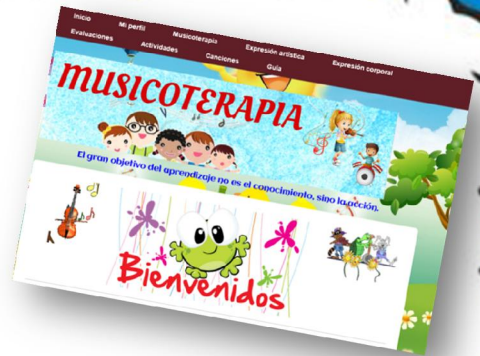 Inicio Mi perfil Musicoterapia Expresión artística Expresión corporal
Evaluaciones Actividades Canciones Guía
MUSICOTERAPIA
El gran objetivo del aprendizaje no es el conocimiento, sino la acción.
Bienvenidos